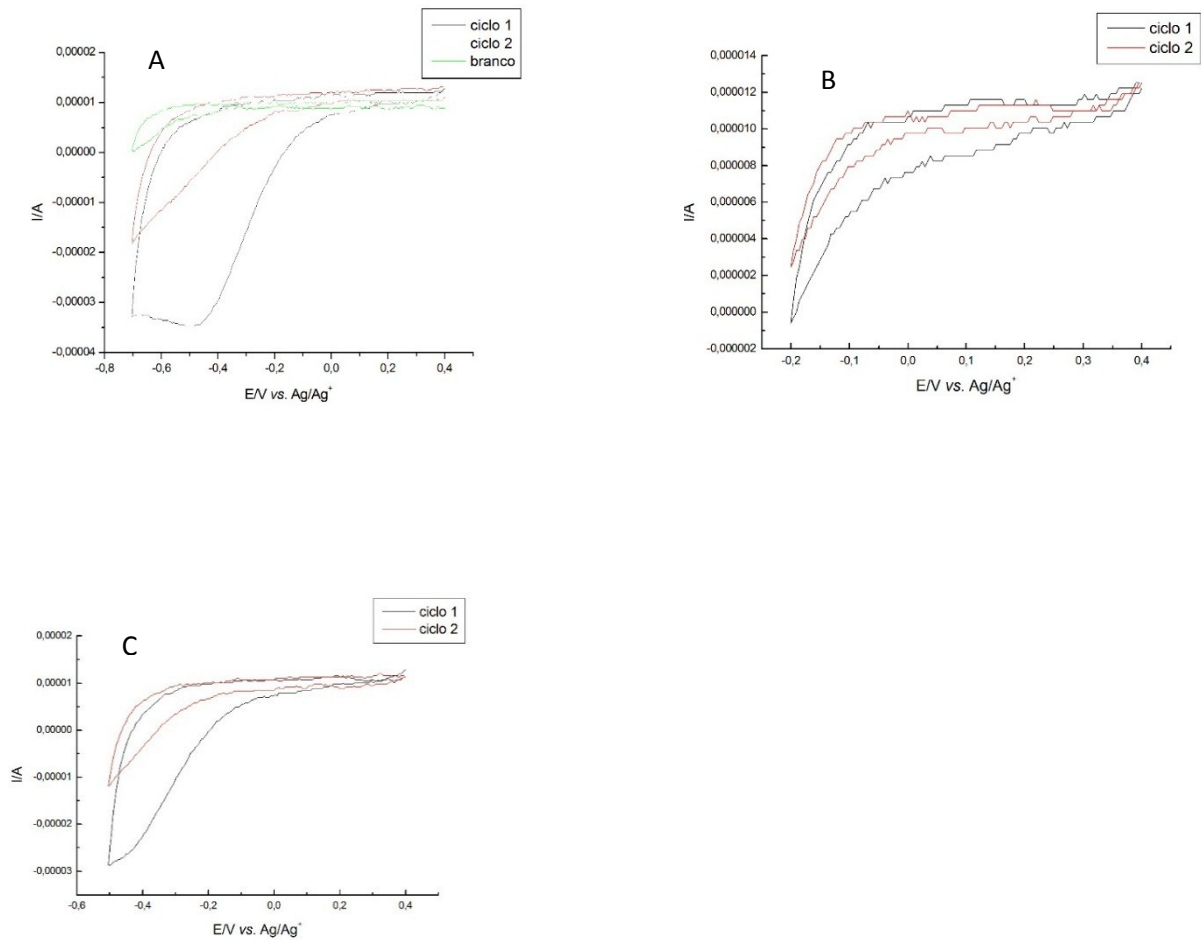 A
ciclo 1
ciclo 2
branco
0,00002
0,00001
0,00000
-0,00001
-0,00002
-0,00003
-0,00004
I/A
-0,8 -0,6 -0,4 -0,2 0,0 0,2 0,4
E/V vs. Ag/Ag⁺
B
ciclo 1
ciclo 2
0,000014
0,000012
0,000010
0,000008
0,000006
0,000004
0,000002
0,000000
-0,000002
I/A
-0,2 -0,1 0,0 0,1 0,2 0,3 0,4
E/V vs. Ag/Ag⁺
C
ciclo 1
ciclo 2
0,00002
0,00001
0,00000
-0,00001
-0,00002
-0,00003
I/A
-0,6 -0,4 -0,2 0,0 0,2 0,4
E/V vs. Ag/Ag⁺